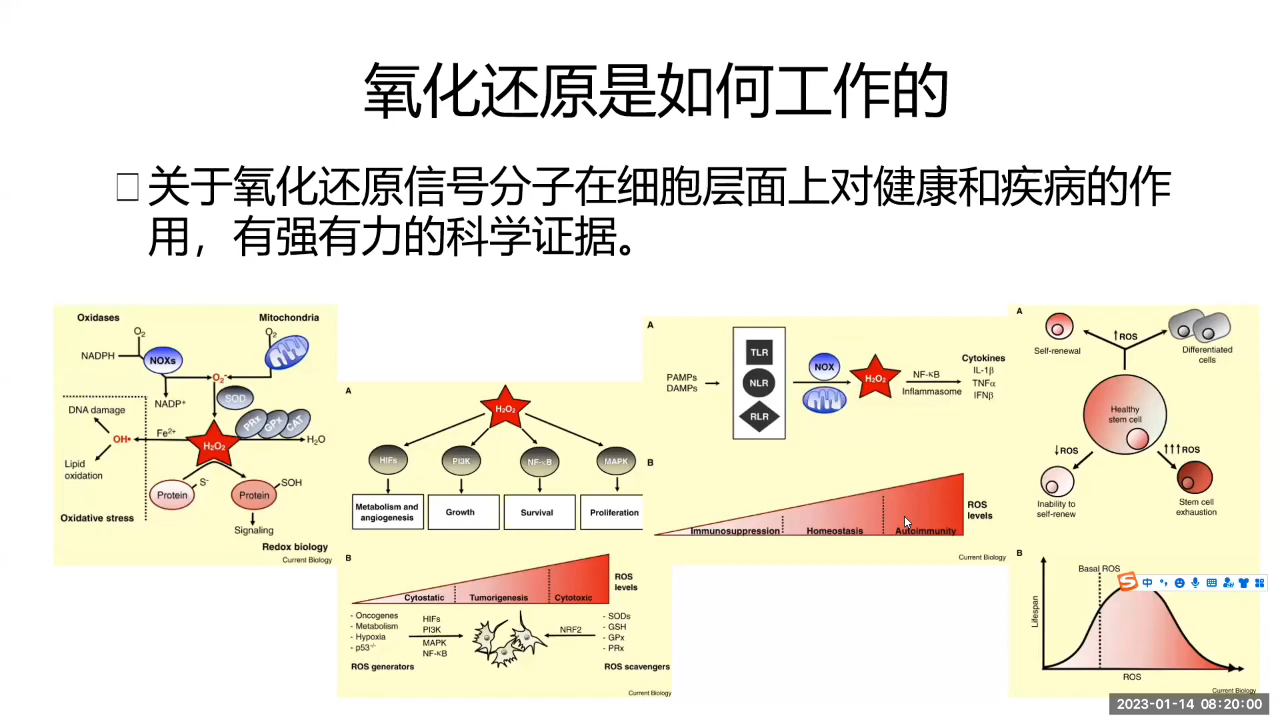 氧化还原是如何工作的
关于氧化还原信号分子在细胞层面上对健康和疾病的作
用，有强有力的科学证据。
Oxidases
Mitochondria
O₂
O₂
NADPH
NOXs
O₂⁻
NADP⁺
SOD
DNA damage
PRx
GPx
CAT
OH•
Fe²⁺
H₂O₂
H₂O
Lipid
oxidation
Protein
S⁻
Protein
SOH
Oxidative stress
Signaling
Redox biology
Current Biology
A
H₂O₂
HIFs
PI3K
NF-κB
MAPK
Metabolism and
angiogenesis
Growth
Survival
Proliferation
B
ROS
levels
Cytostatic
Tumorigenesis
Cytotoxic
- Oncogenes
- Metabolism
- Hypoxia
- p53⁻/⁻
HIFs
PI3K
MAPK
NF-κB
NRF2
- SODs
- GSH
- GPx
- PRx
ROS generators
ROS scavengers
Current Biology
A
PAMPs
DAMPs
TLR
NLR
RLR
NOX
H₂O₂
NF-κB
Inflammasome
Cytokines
IL-1β
TNFα
IFNβ
B
ROS
levels
Immunosuppression
Homeostasis
Autoimmunity
Current Biology
A
Self-renewal
↑ROS
Differentiated
cells
Healthy
stem cell
↓ROS
↑↑↑ROS
Inability to
self-renew
Stem cell
exhaustion
B
Basal ROS
Lifespan
ROS
Current Biology
S
中
2023-01-14 08:20:00